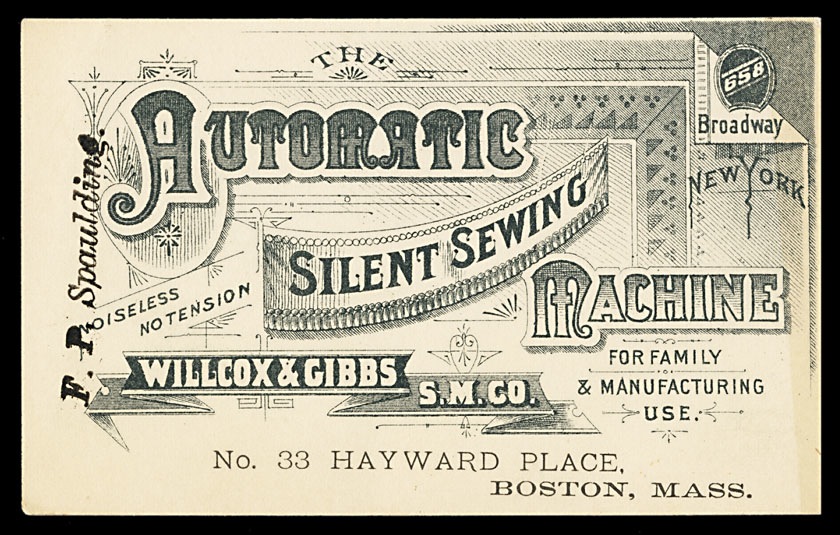 THE
AUTOMATIC
SILENT SEWING
MACHINE
658
Broadway
NEW YORK
F. P. Spaulding.
NOISELESS
NO TENSION
WILLCOX & GIBBS
S.M.CO.
FOR FAMILY
& MANUFACTURING
USE.
No. 33 HAYWARD PLACE,
BOSTON, MASS.